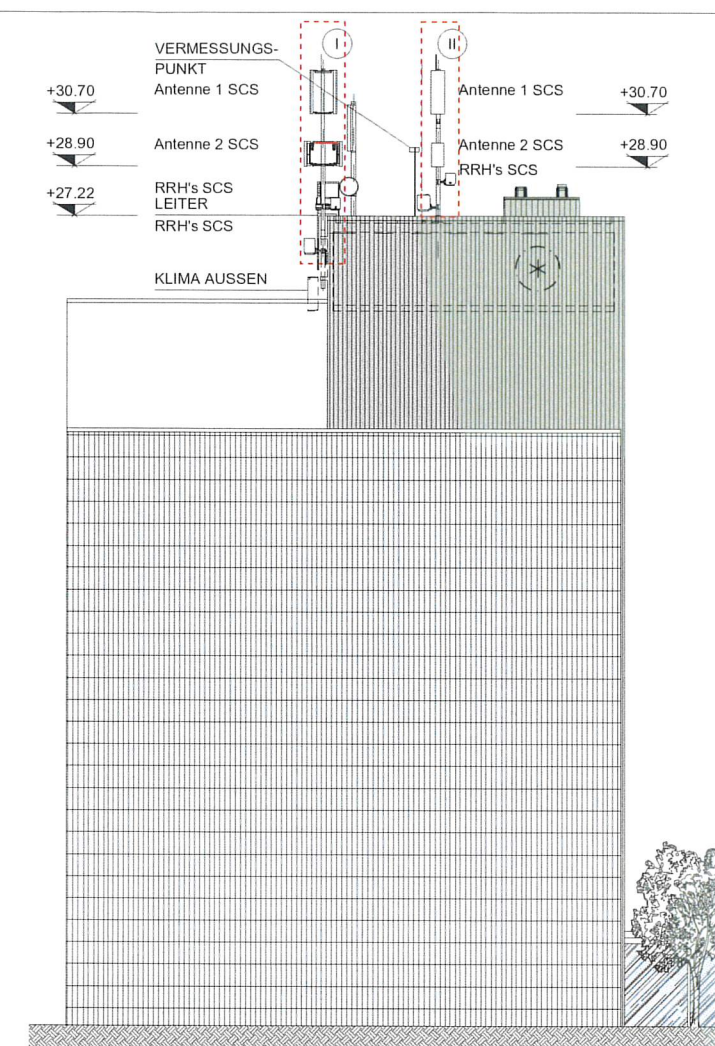 I
II
VERMESSUNGS-
PUNKT
+30.70
Antenne 1 SCS
Antenne 1 SCS
+30.70
+28.90
Antenne 2 SCS
Antenne 2 SCS
+28.90
RRH's SCS
+27.22
RRH's SCS
LEITER
RRH's SCS
KLIMA AUSSEN